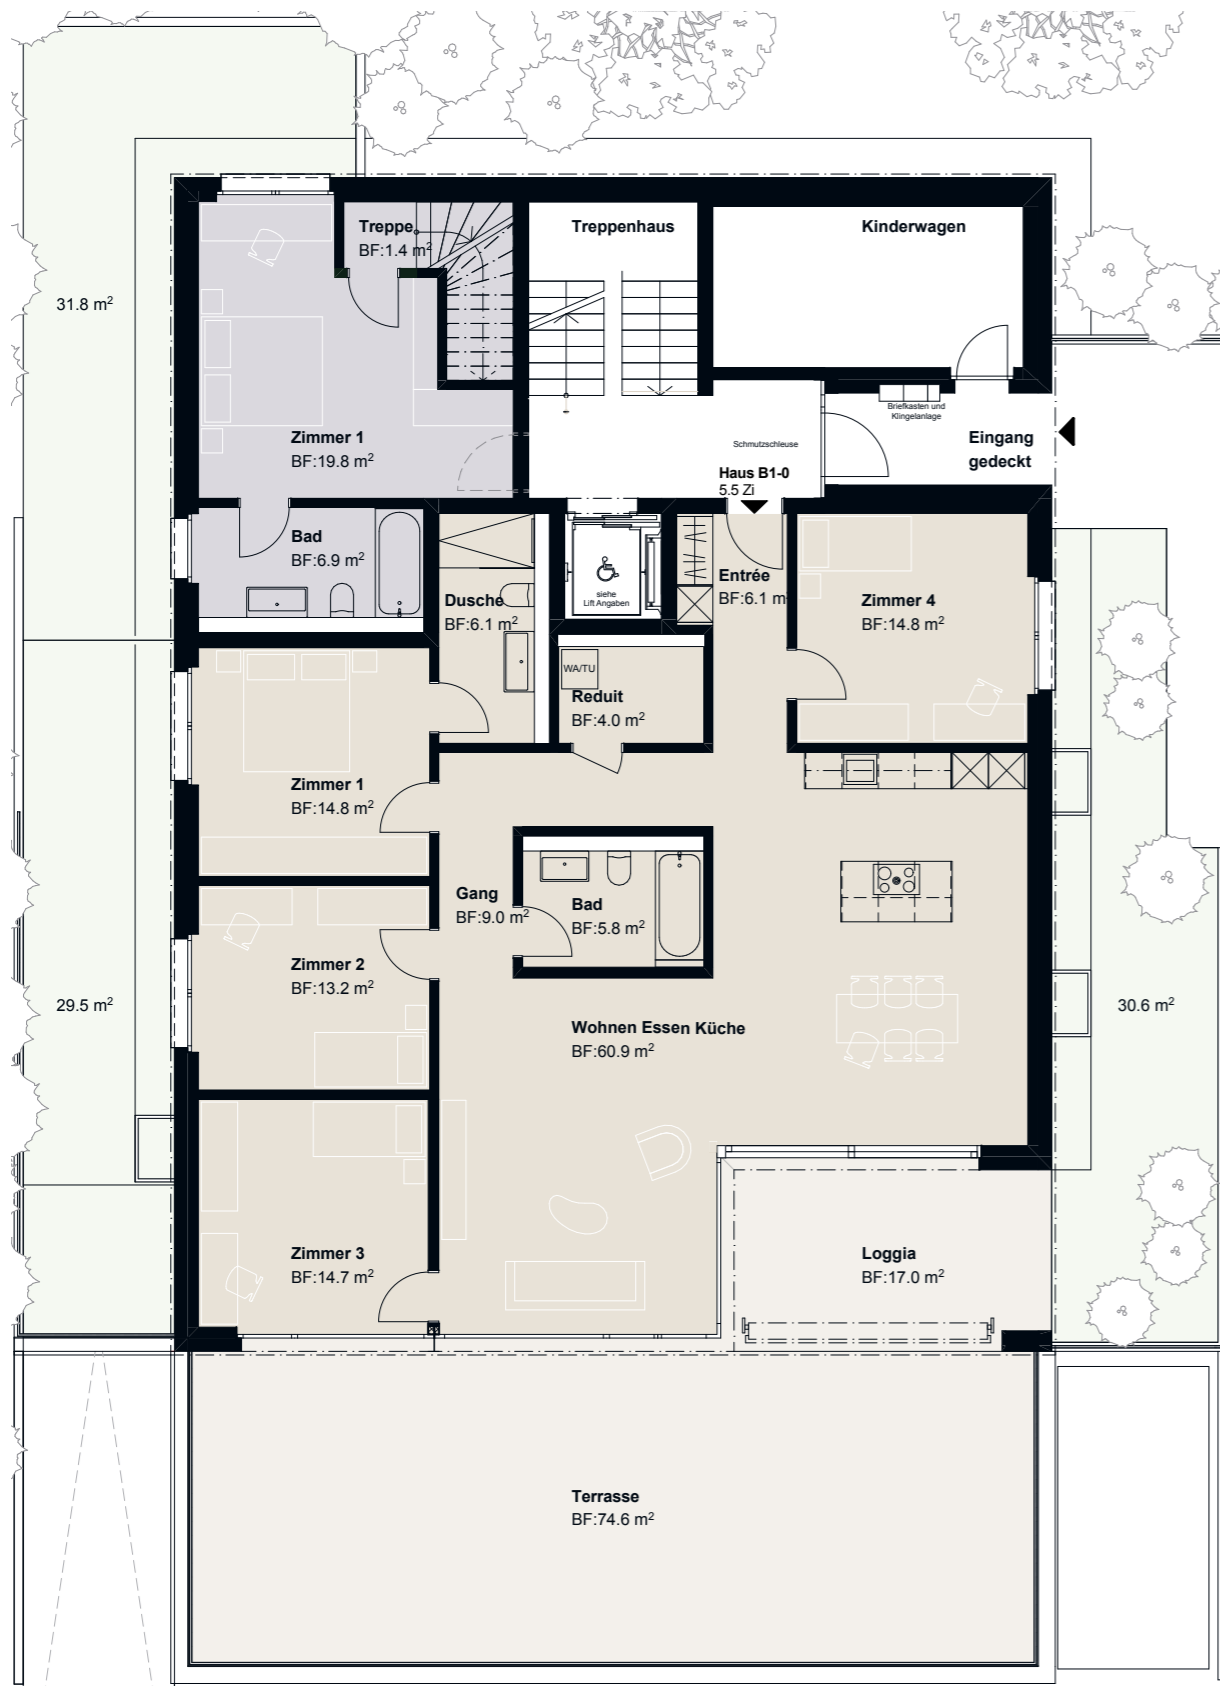 Treppe
BF:1.4 m²
Treppenhaus
Kinderwagen
31.8 m²
Briefkasten und
Klingelanlage
Zimmer 1
BF:19.8 m²
Schmutzschleuse
Eingang
gedeckt
Haus B1-0
5.5 Zi
Bad
BF:6.9 m²
Entrée
BF:6.1 m
siehe
Lift Angaben
Dusche
BF:6.1 m²
Zimmer 4
BF:14.8 m²
WA/TU
Reduit
BF:4.0 m²
Zimmer 1
BF:14.8 m²
Gang
BF:9.0 m²
Bad
BF:5.8 m²
Zimmer 2
BF:13.2 m²
29.5 m²
30.6 m²
Wohnen Essen Küche
BF:60.9 m²
Zimmer 3
BF:14.7 m²
Loggia
BF:17.0 m²
Terrasse
BF:74.6 m²